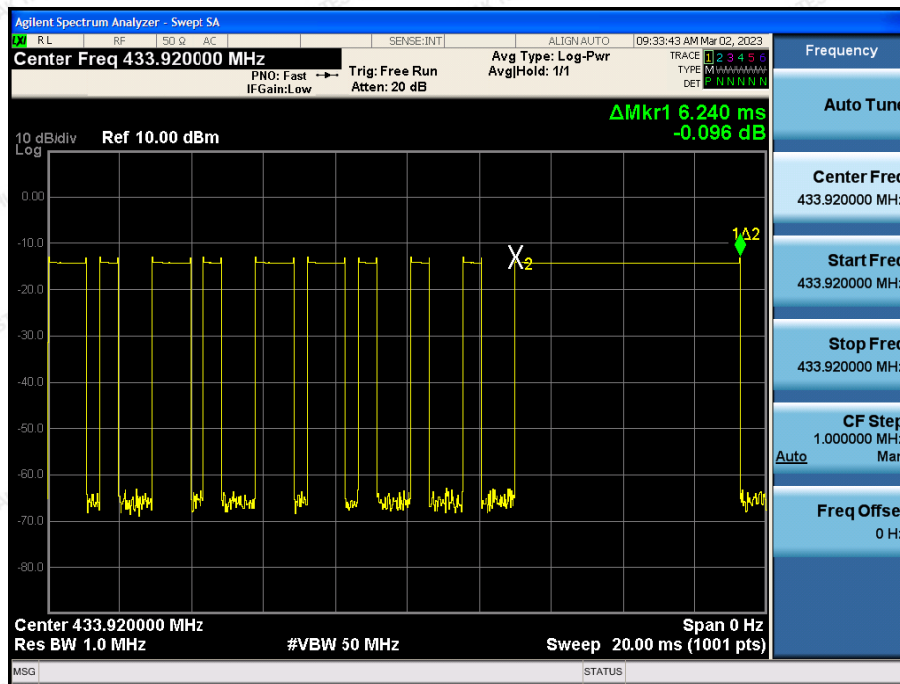 Agilent Spectrum Analyzer - Swept SA
LXI RL RF 50 Ω AC SENSE:INT ALIGN AUTO 09:33:43 AM Mar 02, 2023
Center Freq 433.920000 MHz
PNO: Fast
IFGain:Low
Trig: Free Run
Atten: 20 dB
Avg Type: Log-Pwr
Avg|Hold: 1/1
TRACE 1 2 3 4 5 6
TYPE M WWWWW
DET P N N N N N
ΔMkr1 6.240 ms
-0.096 dB
10 dB/div
Log
Ref 10.00 dBm
0.00
-10.0
-20.0
-30.0
-40.0
-50.0
-60.0
-70.0
-80.0
1Δ2
X2
Center 433.920000 MHz
Span 0 Hz
Res BW 1.0 MHz
#VBW 50 MHz
Sweep 20.00 ms (1001 pts)
MSG
STATUS
Frequency
Auto Tune
Center Freq
433.920000 MHz
Start Freq
433.920000 MHz
Stop Freq
433.920000 MHz
CF Step
1.000000 MHz
Auto Man
Freq Offset
0 Hz